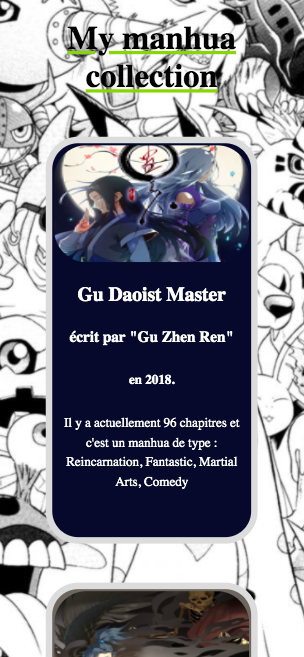 My manhua
collection
Gu Daoist Master
écrit par "Gu Zhen Ren"
en 2018.
Il y a actuellement 96 chapitres et
c'est un manhua de type :
Reincarnation, Fantastic, Martial
Arts, Comedy